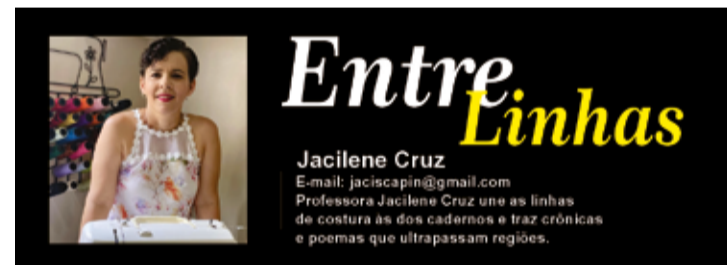 Entre
Linhas
Jacilene Cruz
E-mail: jaciscapin@gmail.com
Professora Jacilene Cruz une as linhas
de costura às dos cadernos e traz crônicas
e poemas que ultrapassam regiões.